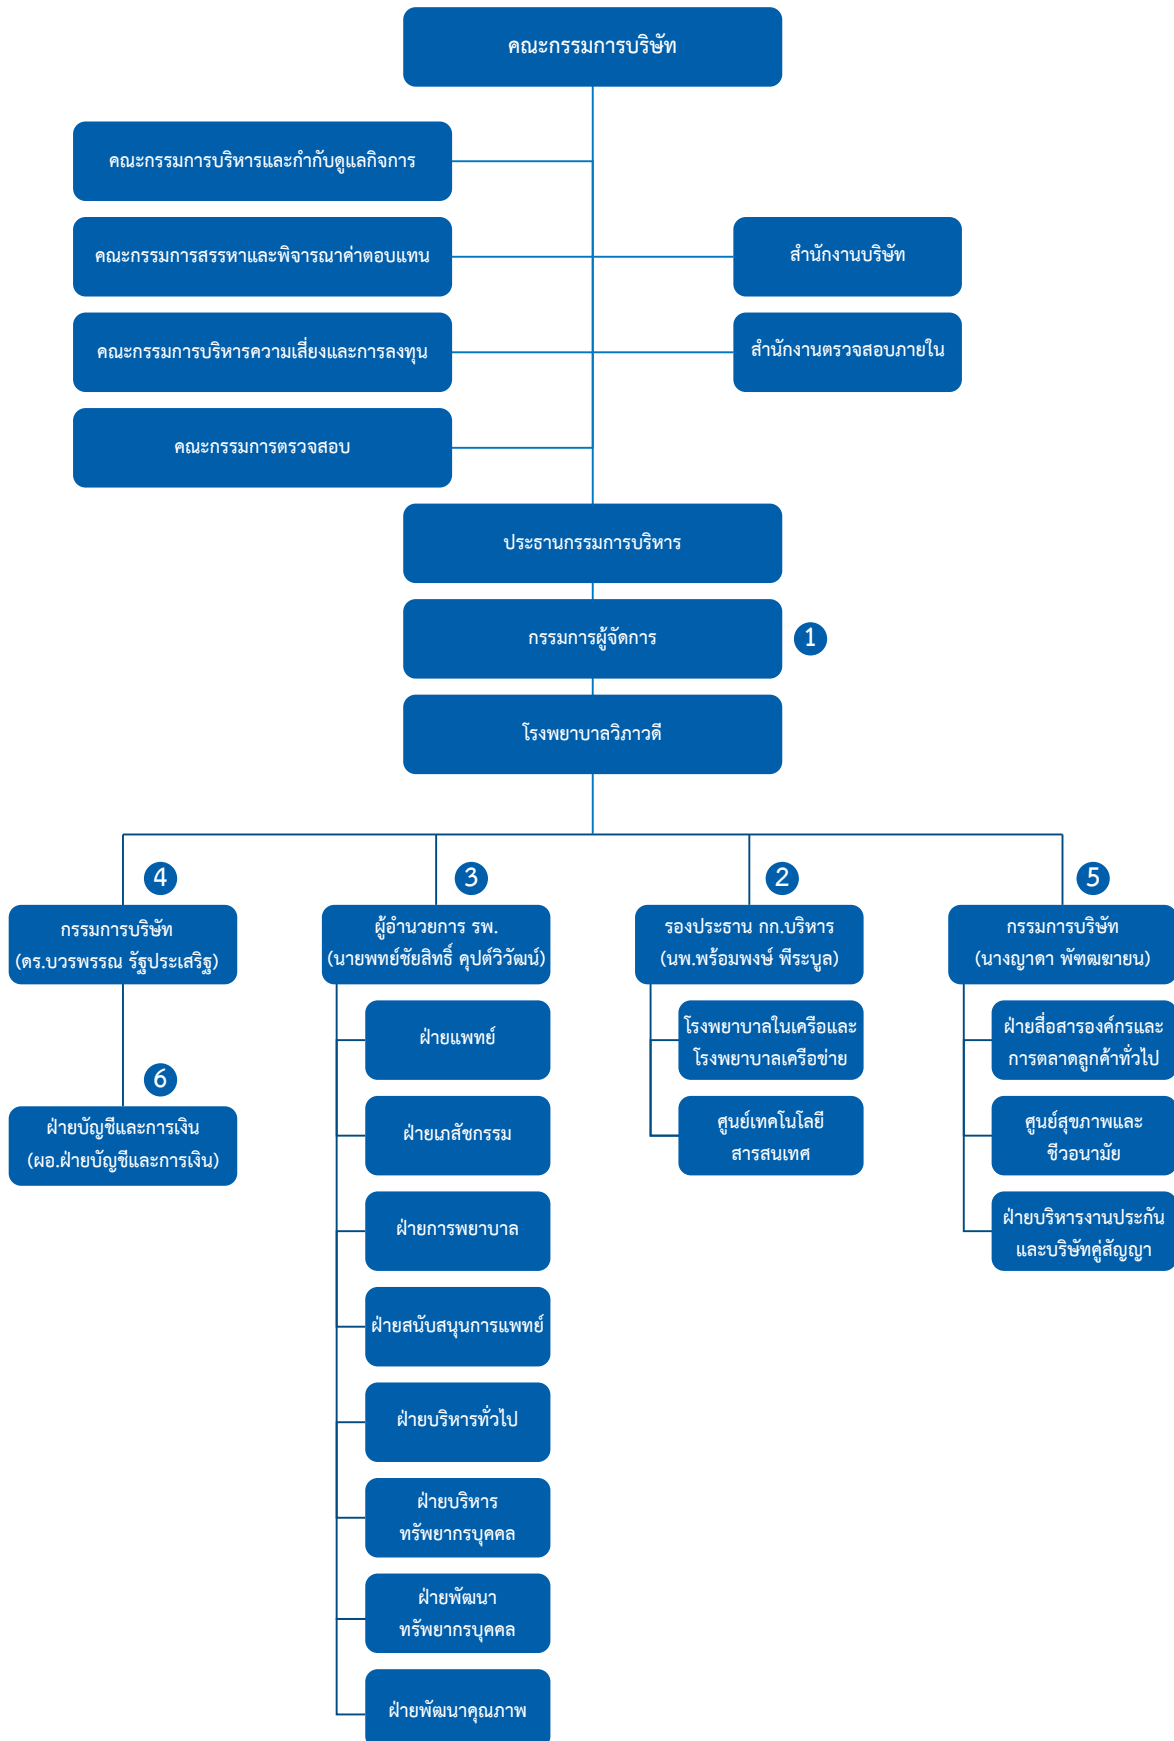 คณะกรรมการบริษัท
คณะกรรมการบริหารและกำกับดูแลกิจการ
คณะกรรมการสรรหาและพิจารณาค่าตอบแทน
สำนักงานบริษัท
คณะกรรมการบริหารความเสี่ยงและการลงทุน
สำนักงานตรวจสอบภายใน
คณะกรรมการตรวจสอบ
ประธานกรรมการบริหาร
กรรมการผู้จัดการ
1
โรงพยาบาลวิภาวดี
4
กรรมการบริษัท
(ดร.บวรพรรณ รัฐประเสริฐ)
6
ฝ่ายบัญชีและการเงิน
(ผอ.ฝ่ายบัญชีและการเงิน)
3
ผู้อำนวยการ รพ.
(นายพทย์ชัยสิทธิ์ คุปต์วิวัฒน์)
ฝ่ายแพทย์
ฝ่ายเภสัชกรรม
ฝ่ายการพยาบาล
ฝ่ายสนับสนุนการแพทย์
ฝ่ายบริหารทั่วไป
ฝ่ายบริหาร
ทรัพยากรบุคคล
ฝ่ายพัฒนา
ทรัพยากรบุคคล
ฝ่ายพัฒนาคุณภาพ
2
รองประธาน กก.บริหาร
(นพ.พร้อมพงษ์ พีระบูล)
โรงพยาบาลในเครือและ
โรงพยาบาลเครือข่าย
ศูนย์เทคโนโลยี
สารสนเทศ
5
กรรมการบริษัท
(นางญาดา พัฑฒฆายน)
ฝ่ายสื่อสารองค์กรและ
การตลาดลูกค้าทั่วไป
ศูนย์สุขภาพและ
ชีวอนามัย
ฝ่ายบริหารงานประกัน
และบริษัทคู่สัญญา